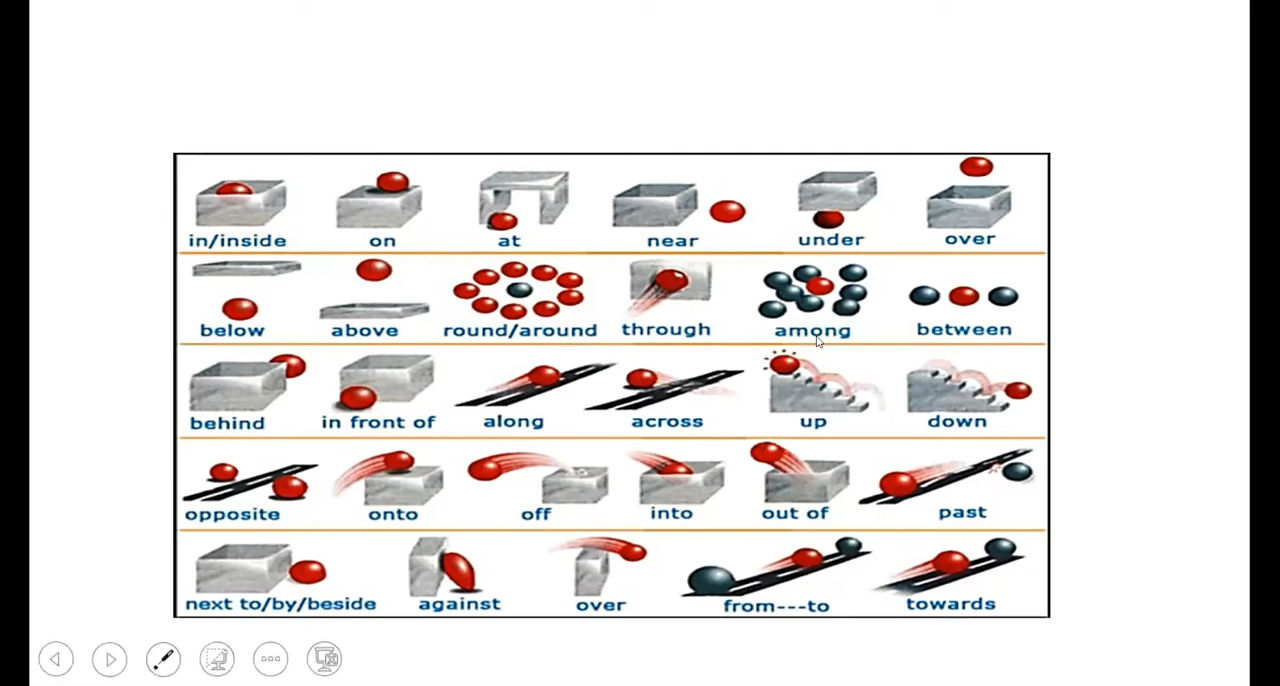 in/inside on at near under over
below above round/around through among between
behind in front of along across up down
opposite onto off into out of past
next to/by/beside against over from---to towards